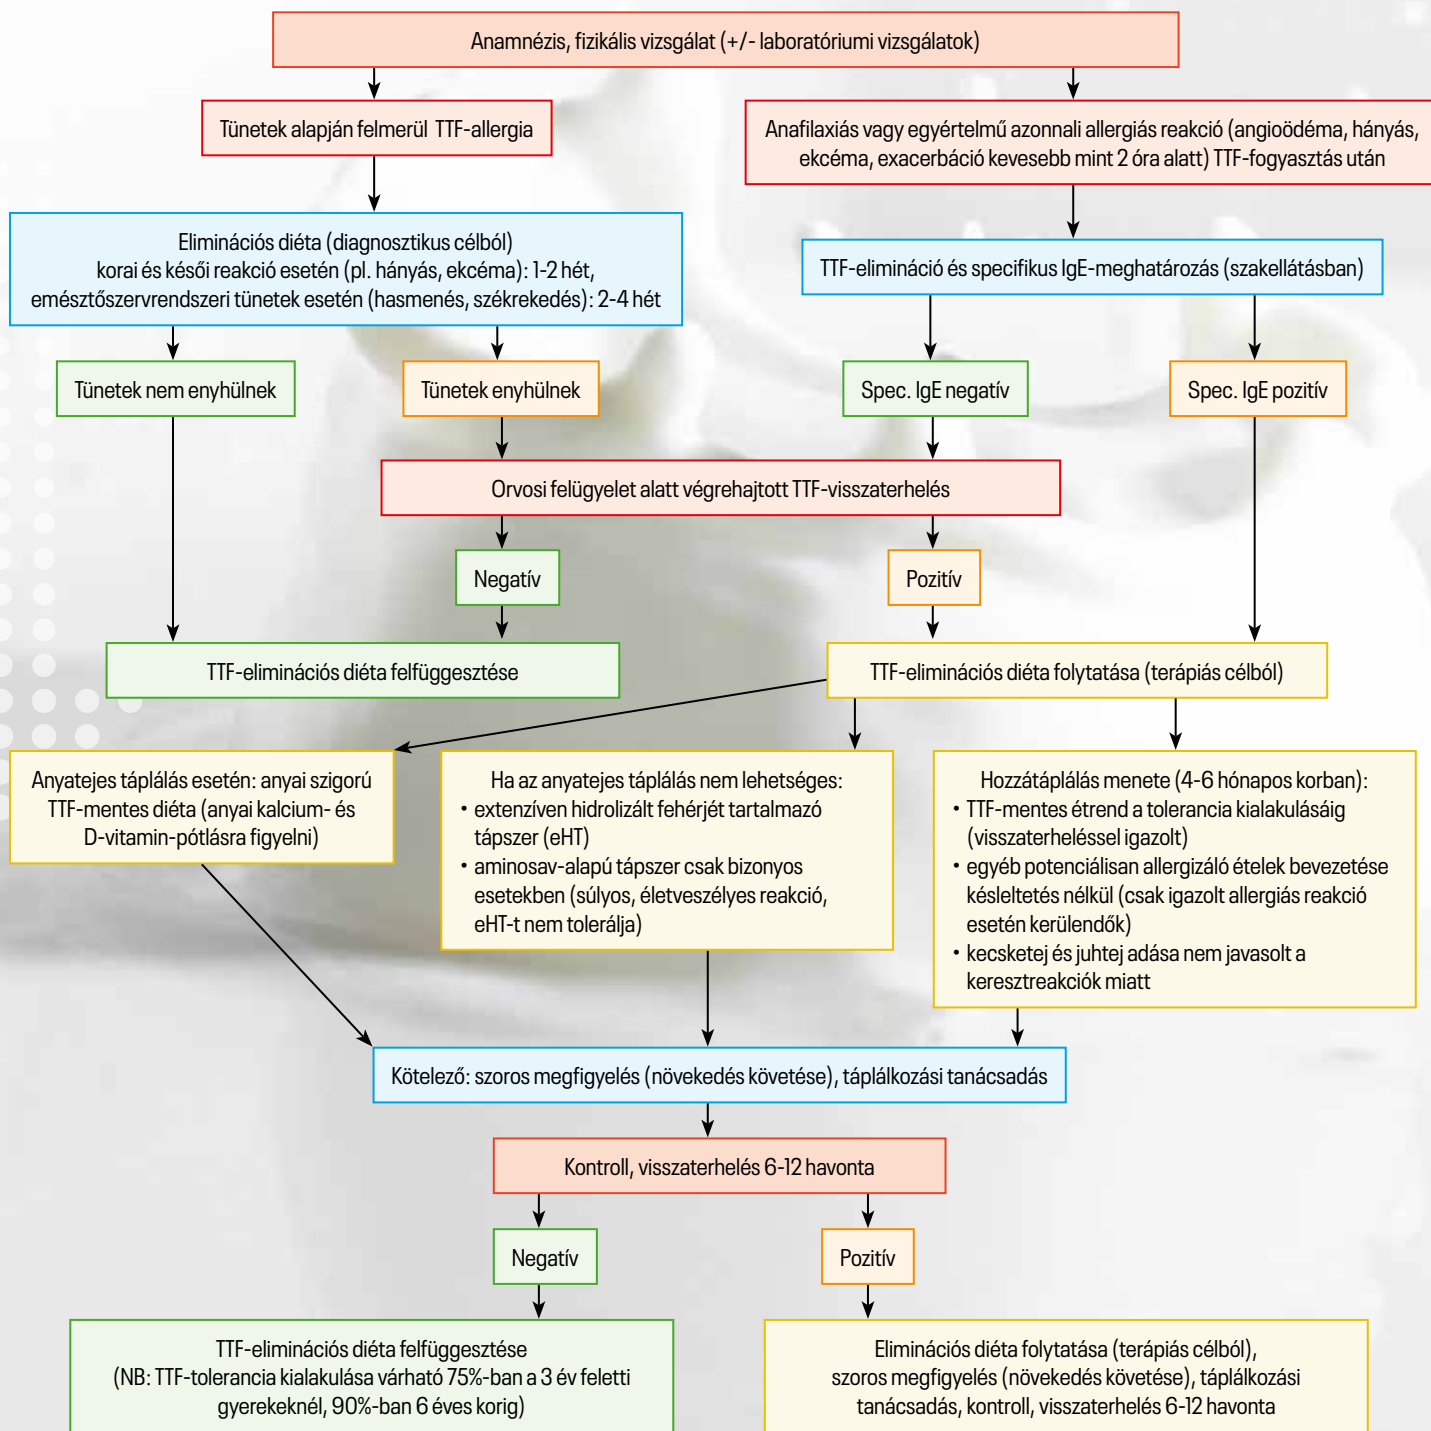 Anamnézis, fizikális vizsgálat (+/- laboratóriumi vizsgálatok)
Tünetek alapján felmerül TTF-allergia
Anafilaxiás vagy egyértelmű azonnali allergiás reakció (angioödéma, hányás,
ekcéma, exacerbáció kevesebb mint 2 óra alatt) TTF-fogyasztás után
Eliminációs diéta (diagnosztikus célból)
korai és késői reakció esetén (pl. hányás, ekcéma): 1-2 hét,
emésztőszervrendszeri tünetek esetén (hasmenés, székrekedés): 2-4 hét
TTF-elimináció és specifikus IgE-meghatározás (szakellátásban)
Tünetek nem enyhülnek
Tünetek enyhülnek
Spec. IgE negatív
Spec. IgE pozitív
Orvosi felügyelet alatt végrehajtott TTF-visszaterhelés
Negatív
Pozitív
TTF-eliminációs diéta felfüggesztése
TTF-eliminációs diéta folytatása (terápiás célból)
Anyatejes táplálás esetén: anyai szigorú
TTF-mentes diéta (anyai kalcium- és
D-vitamin-pótlásra figyelni)
Ha az anyatejes táplálás nem lehetséges:
• extenzíven hidrolizált fehérjét tartalmazó
tápszer (eHT)
• aminosav-alapú tápszer csak bizonyos
esetekben (súlyos, életveszélyes reakció,
eHT-t nem tolerálja)
Hozzátáplálás menete (4-6 hónapos korban):
• TTF-mentes étrend a tolerancia kialakulásáig
(visszaterheléssel igazolt)
• egyéb potenciálisan allergizáló ételek bevezetése
késleltetés nélkül (csak igazolt allergiás reakció
esetén kerülendők)
• kecsketej és juhtej adása nem javasolt a
keresztreakciók miatt
Kötelező: szoros megfigyelés (növekedés követése), táplálkozási tanácsadás
Kontroll, visszaterhelés 6-12 havonta
Negatív
Pozitív
TTF-eliminációs diéta felfüggesztése
(NB: TTF-tolerancia kialakulása várható 75%-ban a 3 év feletti
gyerekeknél, 90%-ban 6 éves korig)
Eliminációs diéta folytatása (terápiás célból),
szoros megfigyelés (növekedés követése), táplálkozási
tanácsadás, kontroll, visszaterhelés 6-12 havonta